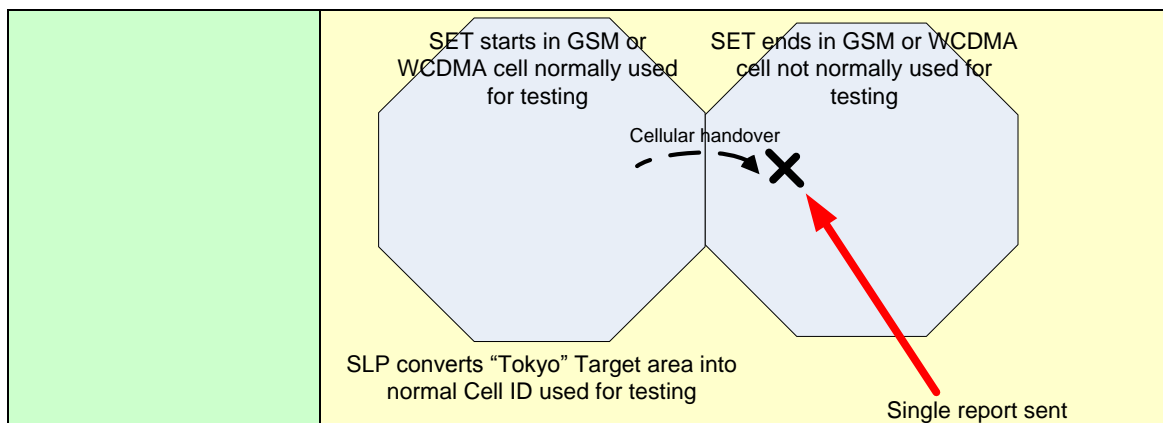 SET starts in GSM or
WCDMA cell normally used
for testing
SET ends in GSM or WCDMA
cell not normally used for
testing
Cellular handover
SLP converts “Tokyo” Target area into
normal Cell ID used for testing
Single report sent